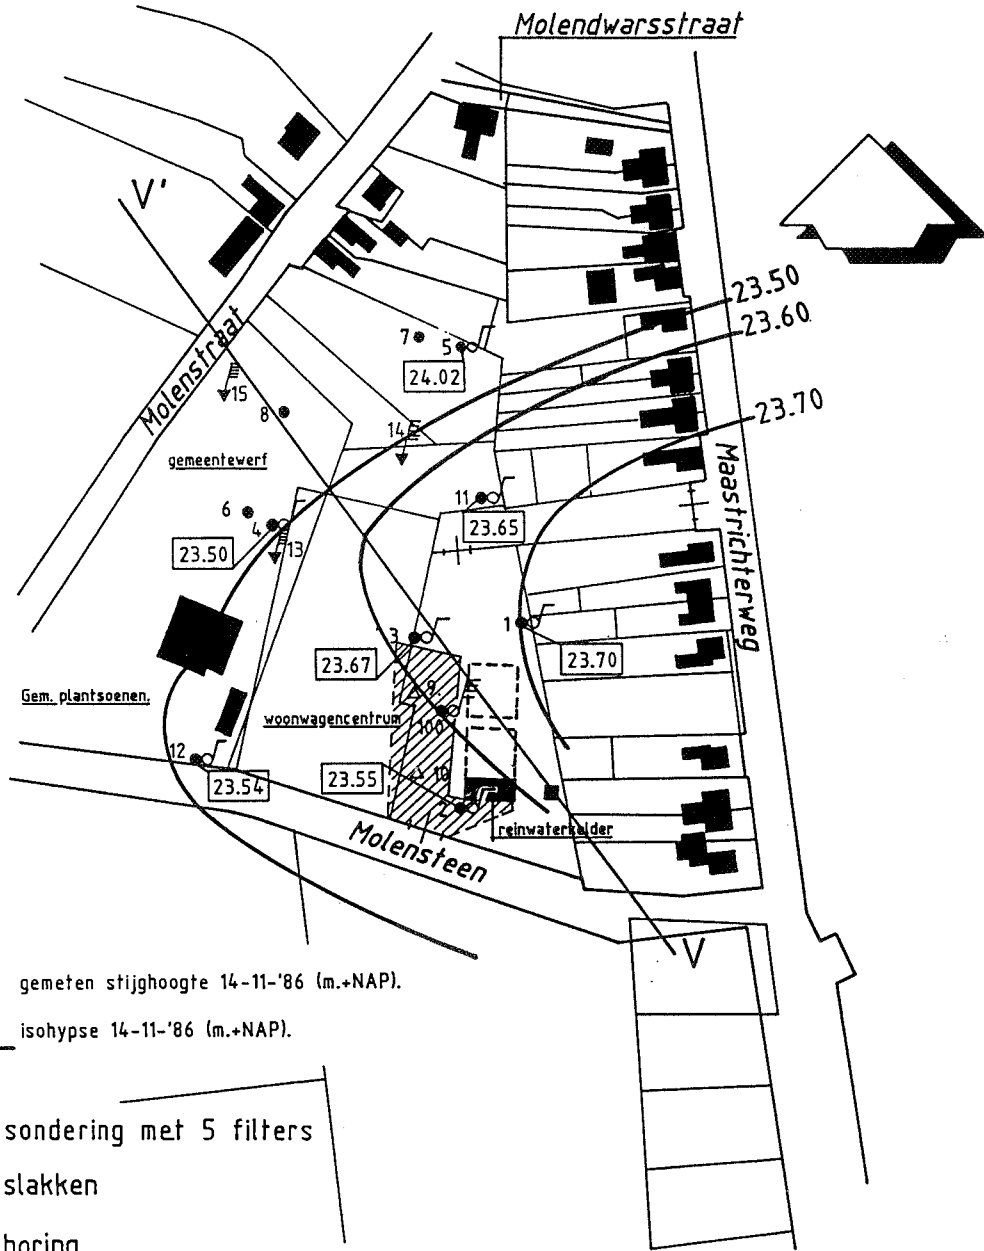 Molendwarsstraat
V'
23.50
23.60
7
5
24.02
Molenstraat
15
8
14
23.70
gemeentewerf
11
6
4
23.65
Maastrichterweg
23.50
13
3
1
23.67
23.70
Gem. plantsoenen.
9
woonwagencentrum
100
12
23.54
23.55
10
2
reinwaterkelder
Molensteen
V
gemeten stijghoogte 14-11-'86 (m.+NAP).
isohypse 14-11-'86 (m.+NAP).
sondering met 5 filters
slakken
boring